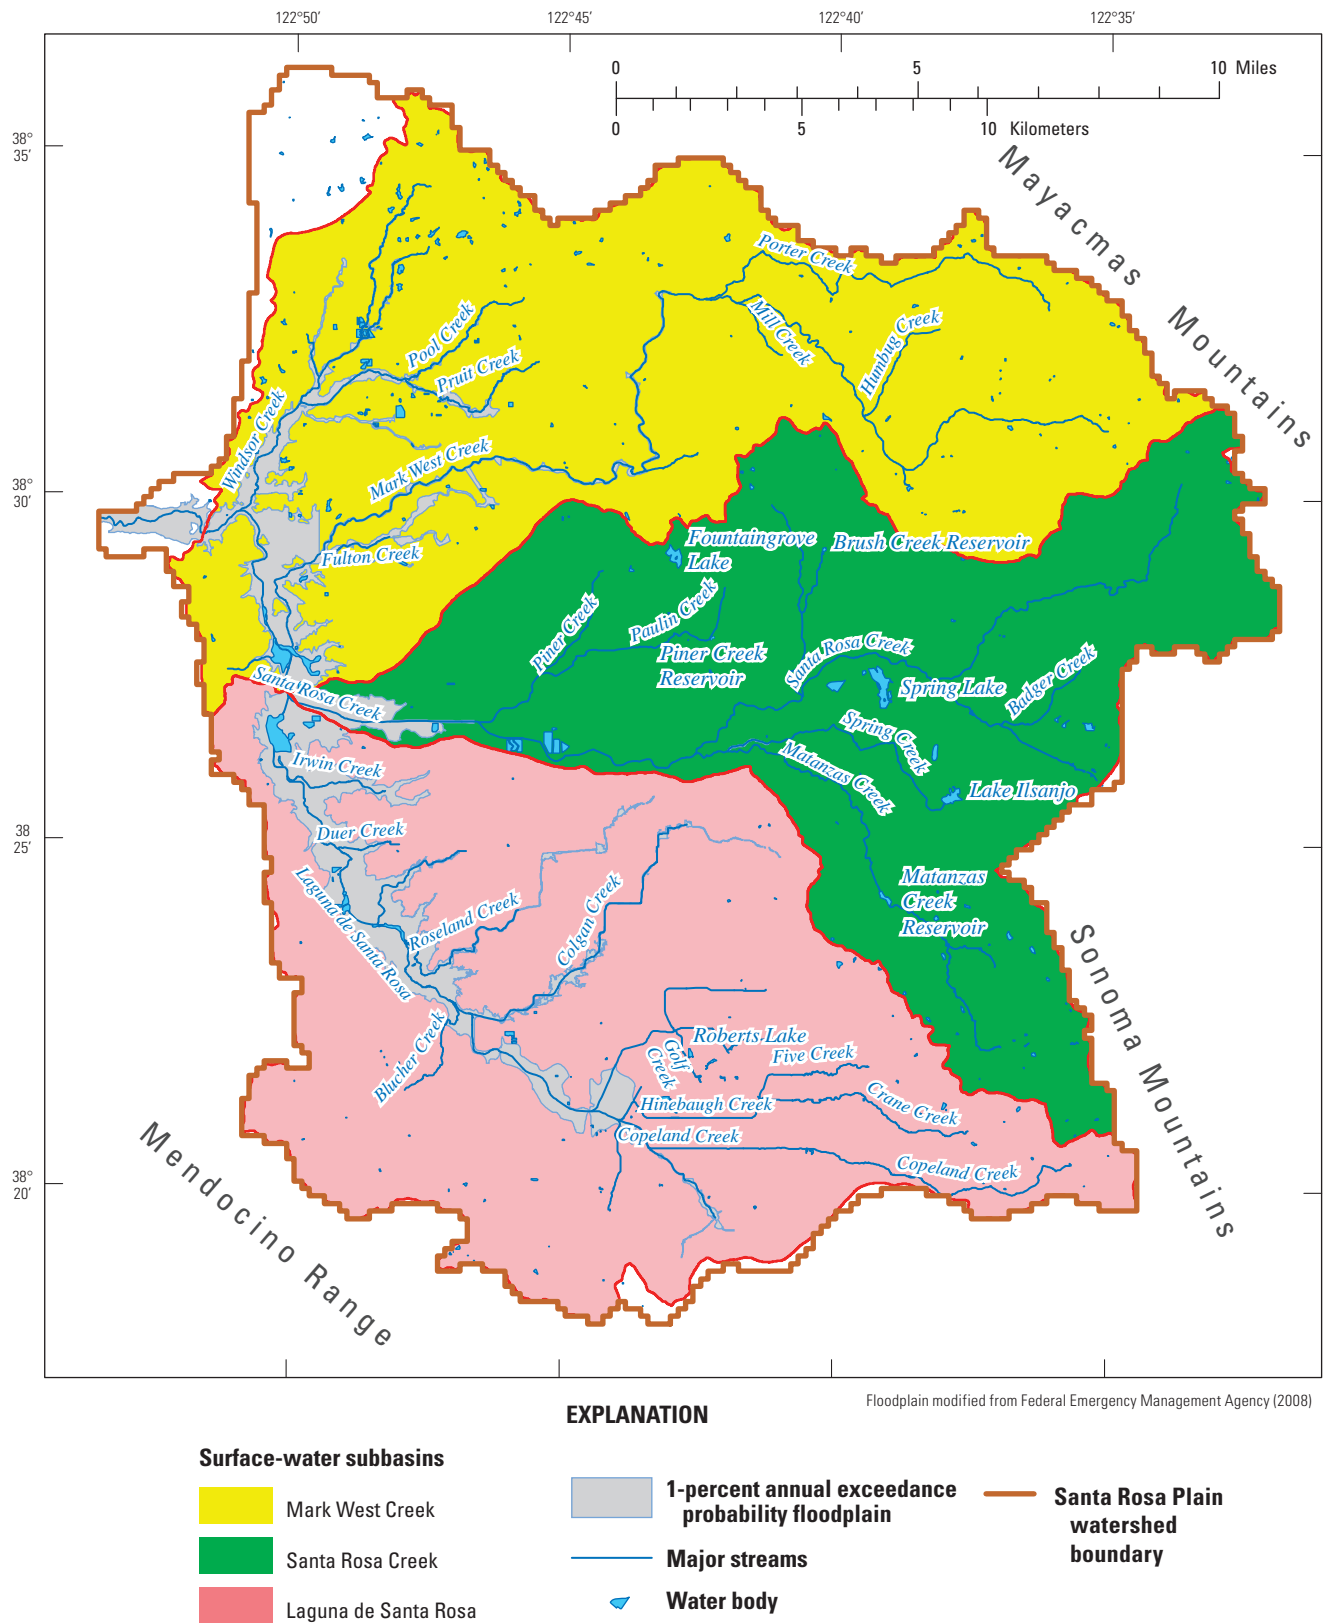 122°50′
122°45′
122°40′
122°35′
0
5
10 Miles
0
5
10 Kilometers
38°
35′
38°
30′
38
25′
38°
20′
Mayacmas Mountains
Porter Creek
Mill Creek
Humbug Creek
Pool Creek
Pruit Creek
Windsor Creek
Mark West Creek
Fulton Creek
Fountaingrove
Lake
Brush Creek Reservoir
Piner Creek
Paulin Creek
Piner Creek
Reservoir
Santa Rosa Creek
Spring Lake
Badger Creek
Santa Rosa Creek
Spring Creek
Matanzas Creek
Lake Ilsanjo
Irwin Creek
Duer Creek
Laguna de Santa Rosa
Roseland Creek
Colgan Creek
Matanzas
Creek
Reservoir
Sonoma Mountains
Blucher Creek
Roberts Lake
Golf
Creek
Five Creek
Hinebaugh Creek
Crane Creek
Copeland Creek
Copeland Creek
Mendocino Range
Floodplain modified from Federal Emergency Management Agency (2008)
EXPLANATION
Surface-water subbasins
Mark West Creek
Santa Rosa Creek
Laguna de Santa Rosa
1-percent annual exceedance
probability floodplain
Major streams
Water body
Santa Rosa Plain
watershed
boundary